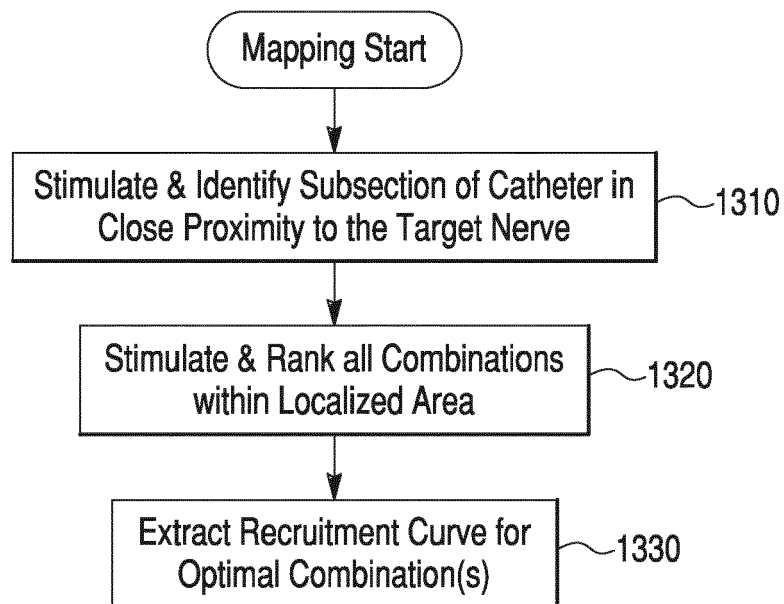 Mapping Start
Stimulate & Identify Subsection of Catheter in
Close Proximity to the Target Nerve
1310
Stimulate & Rank all Combinations
within Localized Area
1320
Extract Recruitment Curve for
Optimal Combination(s)
1330